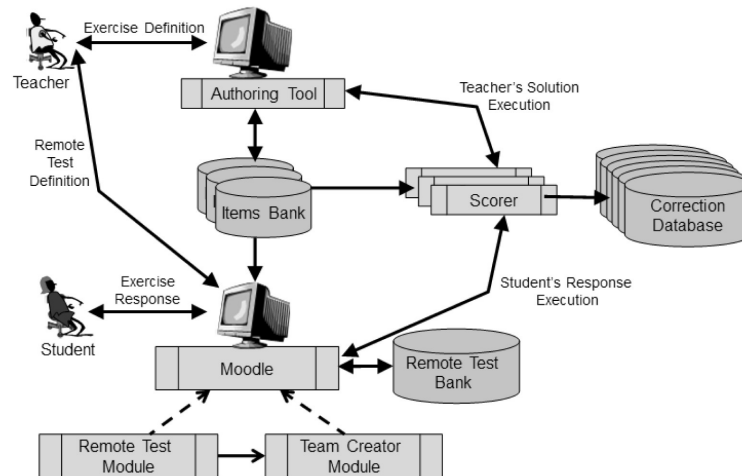 Exercise Definition
Teacher
Authoring Tool
Teacher's Solution
Execution
Remote
Test
Definition
Items Bank
Scorer
Correction
Database
Exercise
Response
Student's Response
Execution
Student
Moodle
Remote Test
Bank
Remote Test
Module
Team Creator
Module